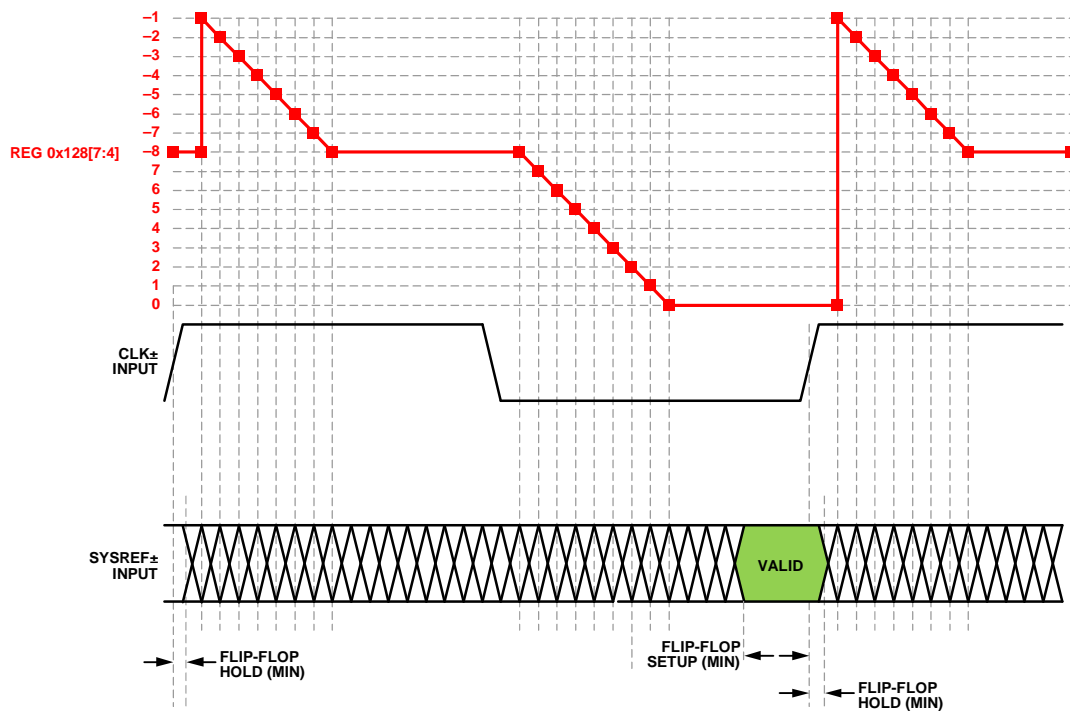 –1
–2
–3
–4
–5
–6
–7
REG 0x128[7:4]
–8
7
6
5
4
3
2
1
0
CLK±
INPUT
SYSREF±
INPUT
VALID
FLIP-FLOP
HOLD (MIN)
FLIP-FLOP
SETUP (MIN)
FLIP-FLOP
HOLD (MIN)